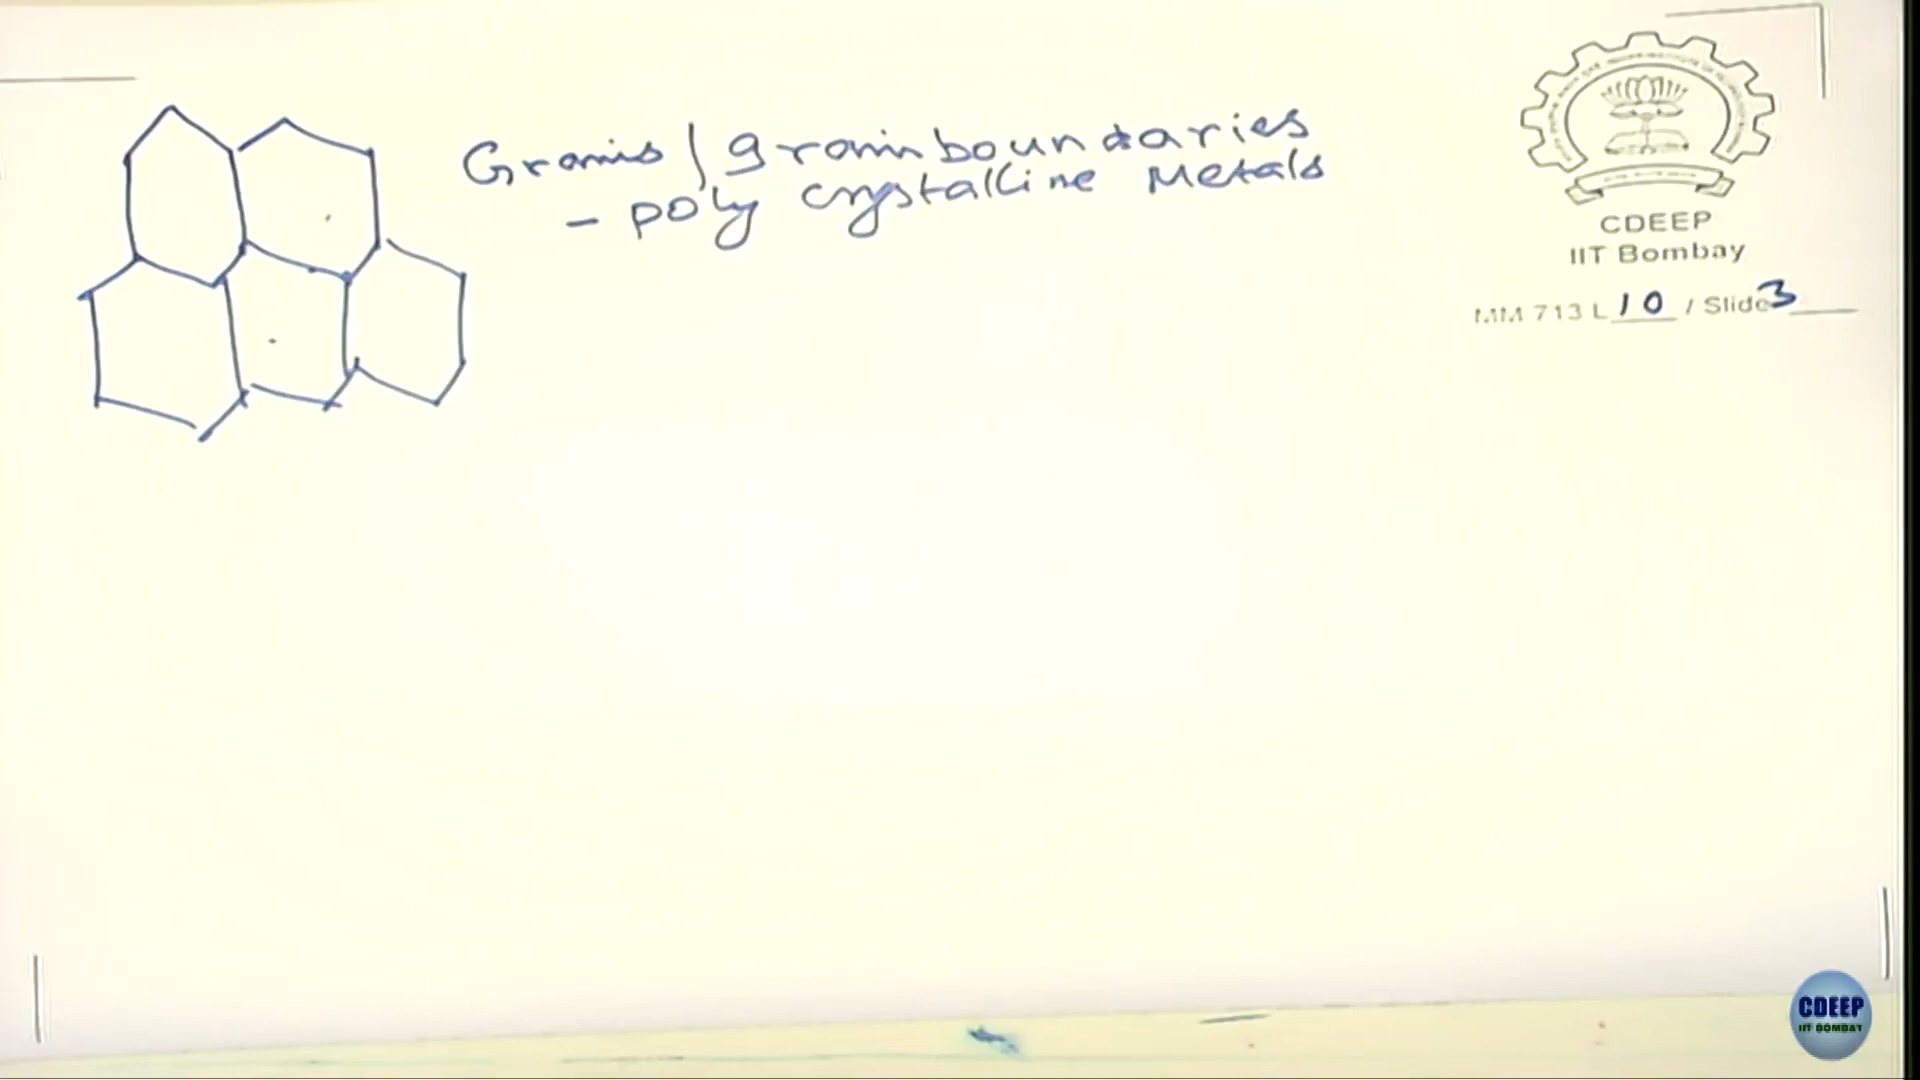 Grains / grain boundaries
- poly crystalline Metals
CDEEP
IIT Bombay
MM 713 L 10 / Slide 3
CDEEP
IIT BOMBAY